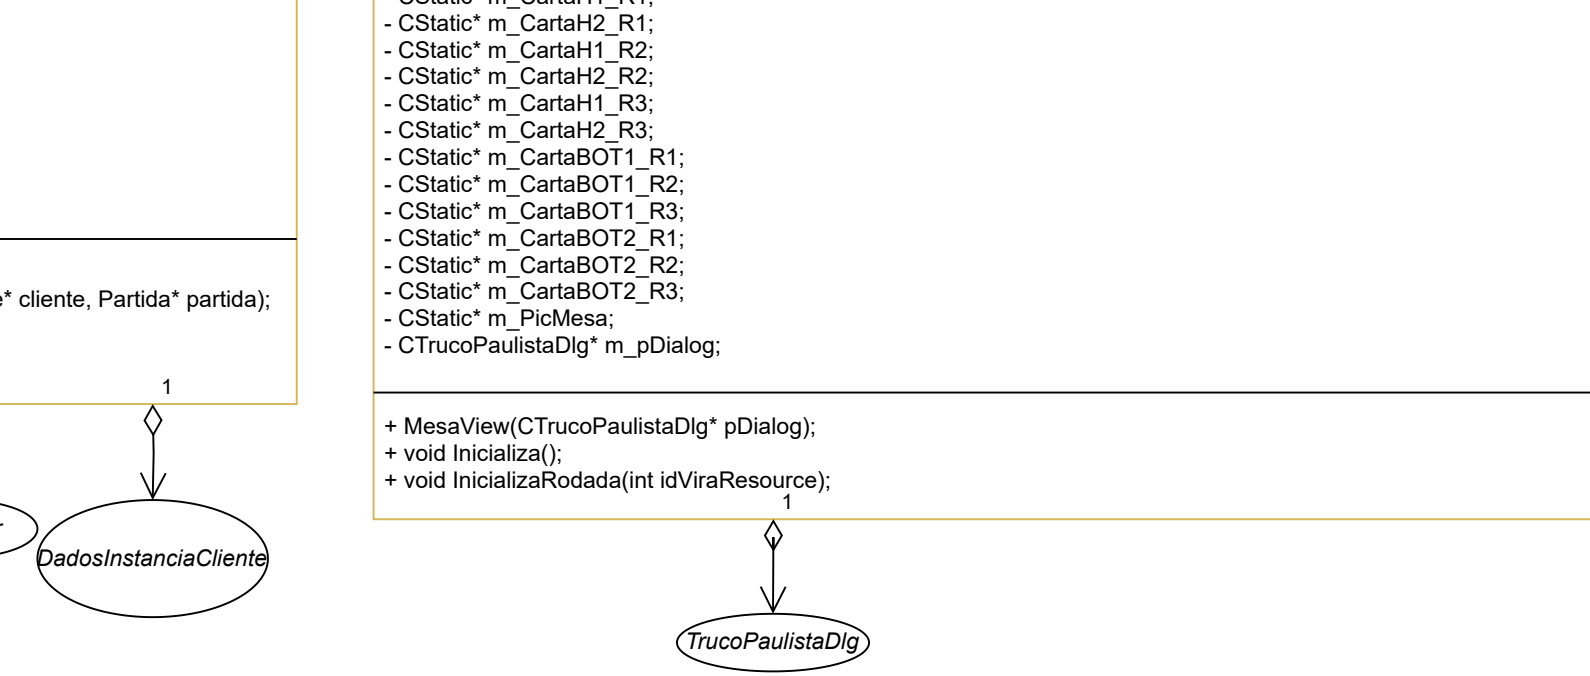 - CStatic* m_CartaH1_R1;
- CStatic* m_CartaH2_R1;
- CStatic* m_CartaH1_R2;
- CStatic* m_CartaH2_R2;
- CStatic* m_CartaH1_R3;
- CStatic* m_CartaH2_R3;
- CStatic* m_CartaBOT1_R1;
- CStatic* m_CartaBOT1_R2;
- CStatic* m_CartaBOT1_R3;
- CStatic* m_CartaBOT2_R1;
- CStatic* m_CartaBOT2_R2;
- CStatic* m_CartaBOT2_R3;
- CStatic* m_PicMesa;
- CTrucoPaulistaDlg* m_pDialog;
+ MesaView(CTrucoPaulistaDlg* pDialog);
+ void Inicializa();
+ void InicializaRodada(int idViraResource);
1
TrucoPaulistaDlg
e* cliente, Partida* partida);
1
DadosInstanciaCliente